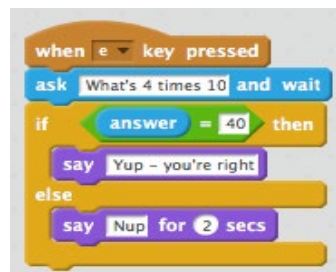 when e key pressed
ask What's 4 times 10 and wait
if answer = 40 then
say Yup – you're right
else
say Nup for 2 secs